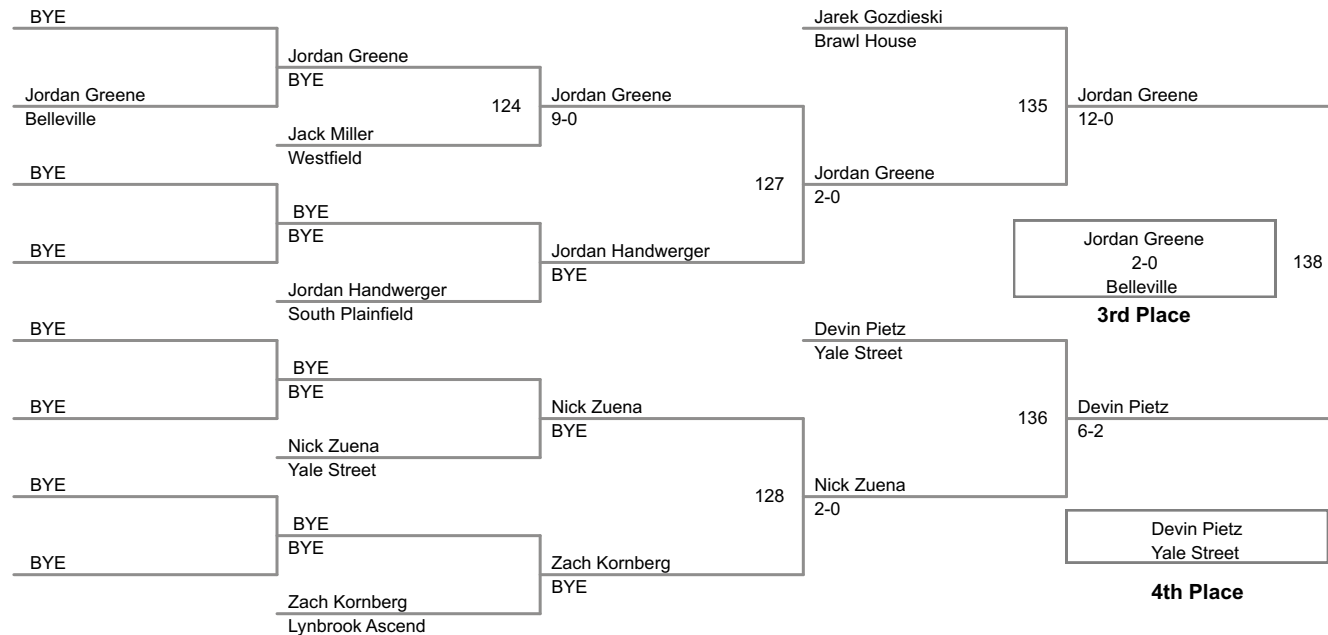 BYE
Jarek Gozdieski
Brawl House
Jordan Greene
BYE
Jordan Greene
Belleville
124
Jordan Greene
9-0
135
Jordan Greene
12-0
Jack Miller
Westfield
BYE
127
Jordan Greene
2-0
BYE
BYE
BYE
Jordan Handwerger
BYE
Jordan Greene
2-0
Belleville
138
3rd Place
Jordan Handwerger
South Plainfield
BYE
Devin Pietz
Yale Street
BYE
BYE
BYE
Nick Zuena
BYE
136
Devin Pietz
6-2
Nick Zuena
Yale Street
BYE
128
Nick Zuena
2-0
BYE
BYE
Devin Pietz
Yale Street
4th Place
BYE
Zach Kornberg
BYE
Zach Kornberg
Lynbrook Ascend